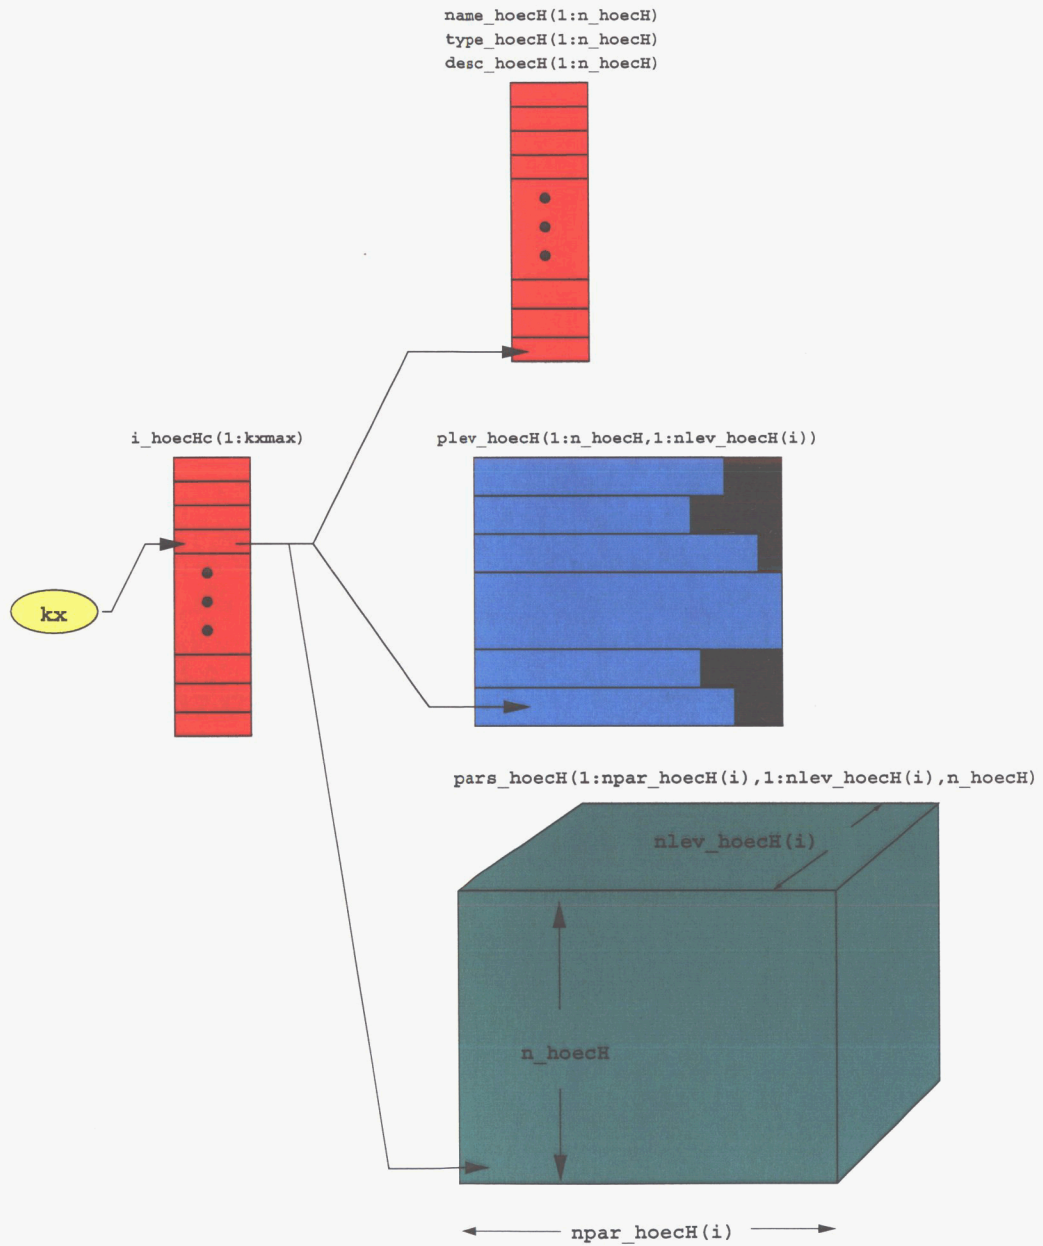 name_hoecH(1:n_hoecH)
type_hoecH(1:n_hoecH)
desc_hoecH(1:n_hoecH)
i_hoecHc(1:kxmax)
plev_hoecH(1:n_hoecH,1:nlev_hoecH(i))
kx
pars_hoecH(1:npar_hoecH(i),1:nlev_hoecH(i),n_hoecH)
nlev_hoecH(i)
n_hoecH
npar_hoecH(i)